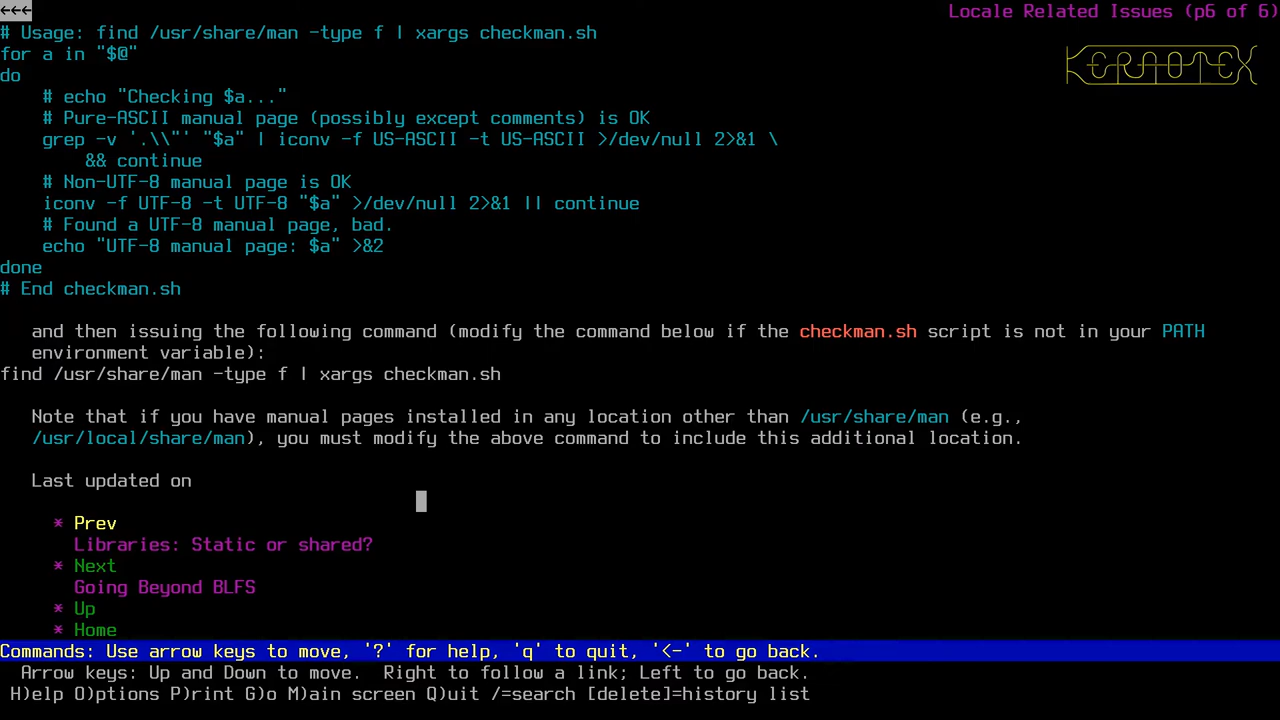 ←←← Locale Related Issues (p6 of 6)
# Usage: find /usr/share/man -type f | xargs checkman.sh
KERAOTEX
for a in "$@"
do
# echo "Checking $a..."
# Pure-ASCII manual page (possibly except comments) is OK
grep -v '.\\"' "$a" | iconv -f US-ASCII -t US-ASCII >/dev/null 2>&1 \
&& continue
# Non-UTF-8 manual page is OK
iconv -f UTF-8 -t UTF-8 "$a" >/dev/null 2>&1 || continue
# Found a UTF-8 manual page, bad.
echo "UTF-8 manual page: $a" >&2
done
# End checkman.sh
and then issuing the following command (modify the command below if the checkman.sh script is not in your PATH
environment variable):
find /usr/share/man -type f | xargs checkman.sh
Note that if you have manual pages installed in any location other than /usr/share/man (e.g.,
/usr/local/share/man), you must modify the above command to include this additional location.
Last updated on
* Prev
Libraries: Static or shared?
* Next
Going Beyond BLFS
* Up
* Home
Commands: Use arrow keys to move, '?' for help, 'q' to quit, '<-' to go back.
Arrow keys: Up and Down to move. Right to follow a link; Left to go back.
H)elp O)ptions P)rint G)o M)ain screen Q)uit /=search [delete]=history list